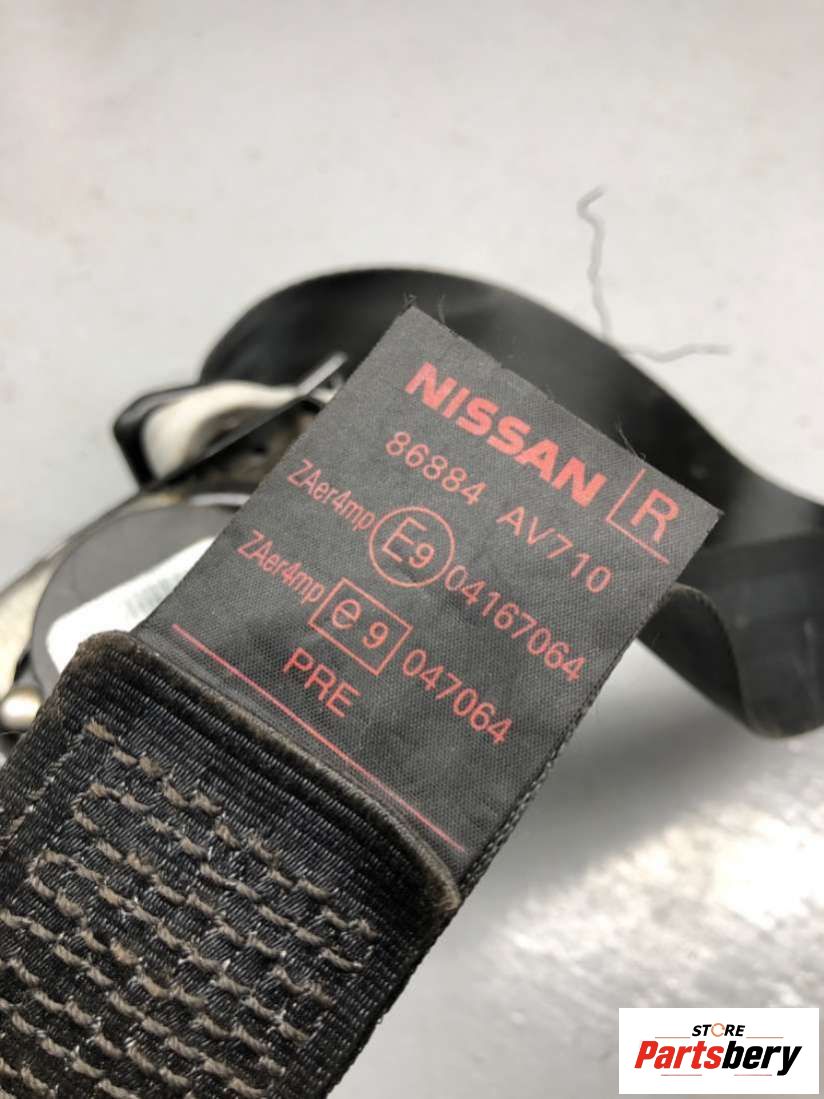 NISSAN R
86884 AV710
ZAer4mp E9 04167064
ZAer4mp e9 047064
PRE
STORE
Partsbery